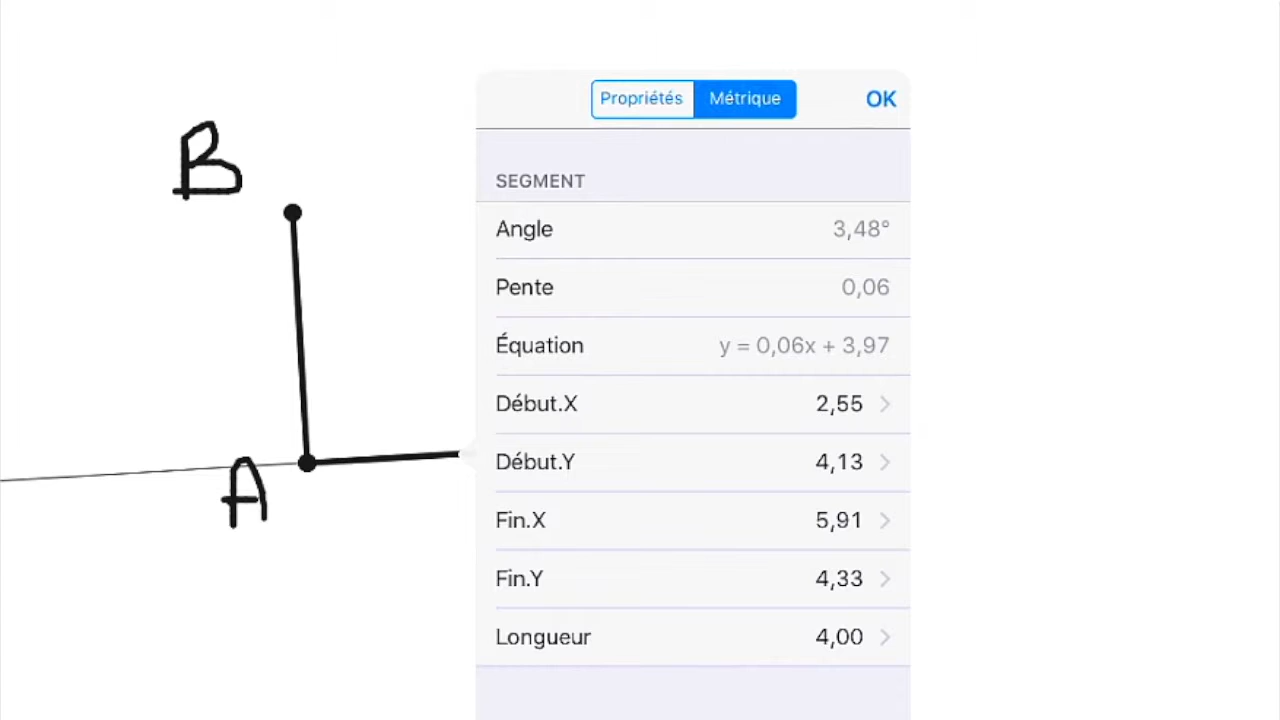 Propriétés Métrique OK
B
SEGMENT
Angle 3,48°
Pente 0,06
Équation y = 0,06x + 3,97
Début.X 2,55
Début.Y 4,13
A
Fin.X 5,91
Fin.Y 4,33
Longueur 4,00